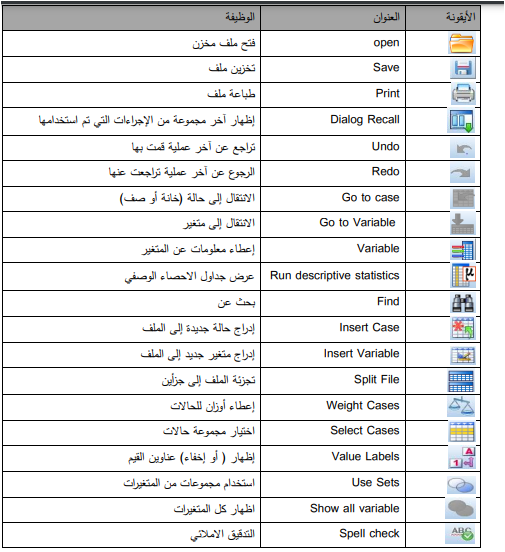 الأيقونة العنوان الوظيفة
open فتح ملف مخزن
Save تخزين ملف
Print طباعة ملف
Dialog Recall إظهار آخر مجموعة من الإجراءات التي تم استخدامها
Undo تراجع عن آخر عملية قمت بها
Redo الرجوع عن آخر عملية تراجعت عنها
Go to case الانتقال إلى حالة (خانة أو صف)
Go to Variable الانتقال إلى متغير
Variable إعطاء معلومات عن المتغير
Run descriptive statistics عرض جداول الاحصاء الوصفي
Find بحث عن
Insert Case إدراج حالة جديدة إلى الملف
Insert Variable إدراج متغير جديد إلى الملف
Split File تجزئة الملف إلى جزأين
Weight Cases إعطاء أوزان للحالات
Select Cases اختيار مجموعة حالات
Value Labels إظهار ( أو إخفاء) عناوين القيم
Use Sets استخدام مجموعات من المتغيرات
Show all variable اظهار كل المتغيرات
Spell check التدقيق الاملائي